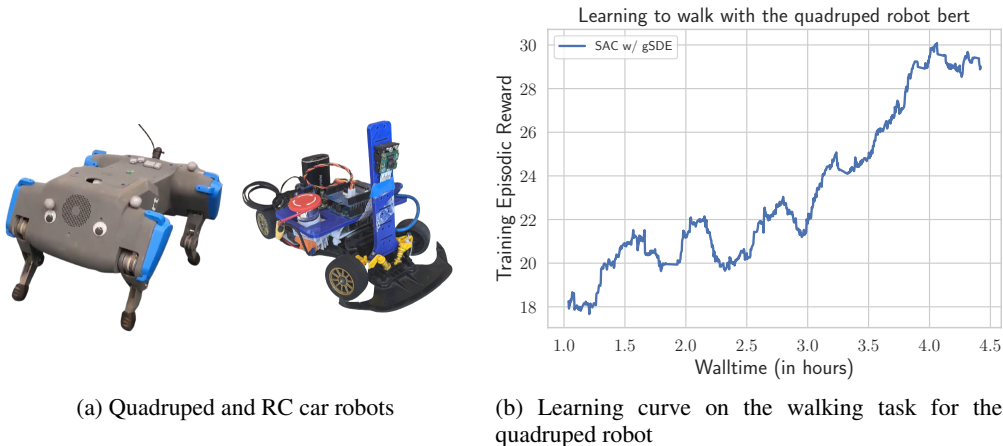 Learning to walk with the quadruped robot bert
SAC w/ gSDE
Training Episodic Reward
30
28
26
24
22
20
18
1.0 1.5 2.0 2.5 3.0 3.5 4.0 4.5
Walltime (in hours)
(a) Quadruped and RC car robots
(b) Learning curve on the walking task for the
quadruped robot